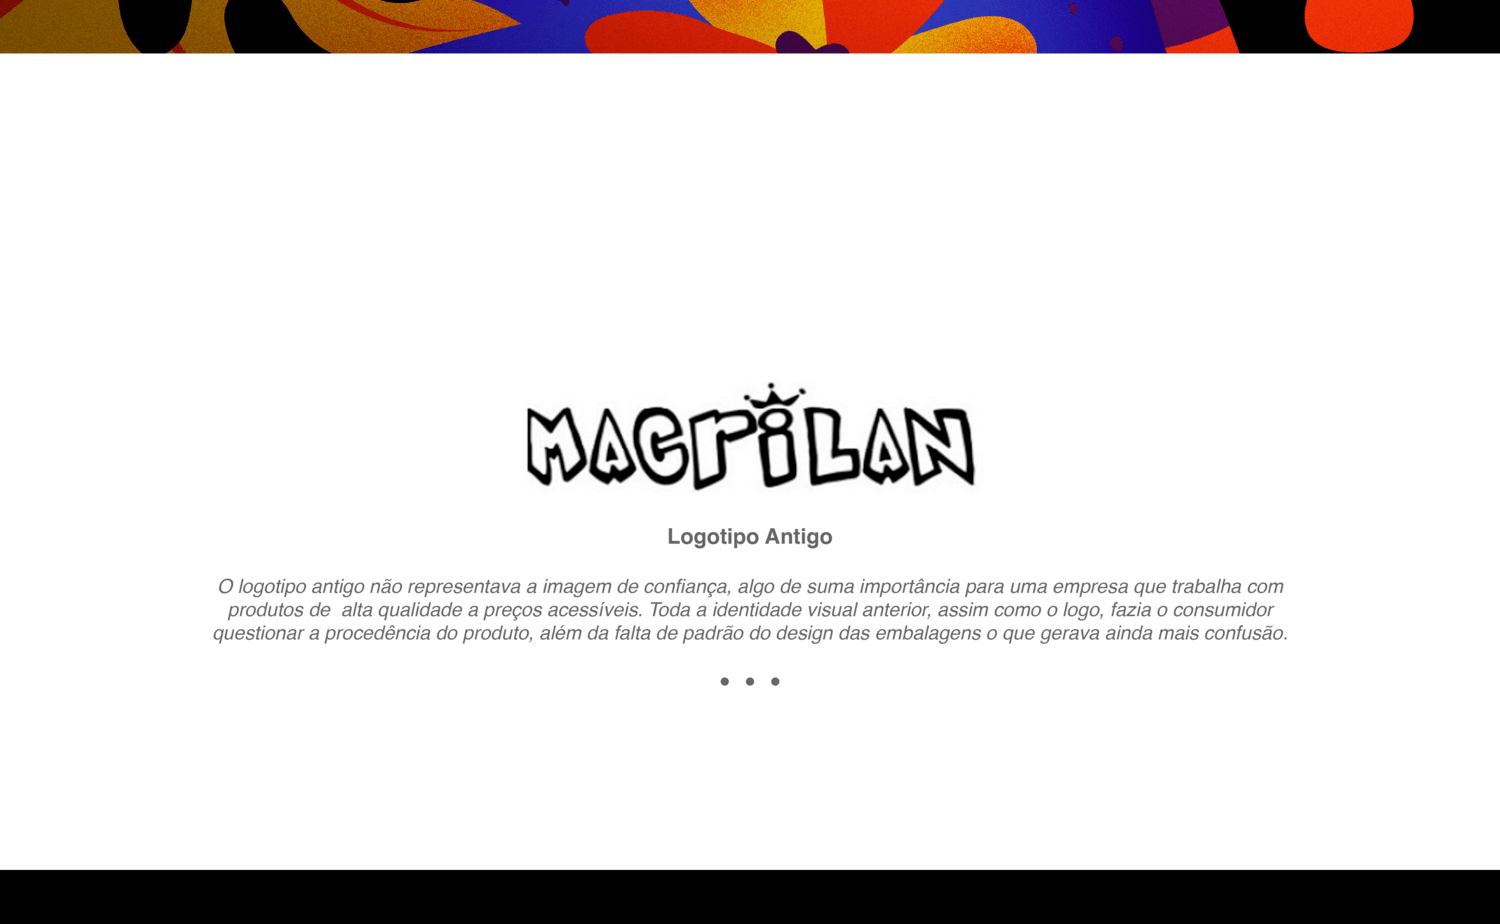 MACriLAN
Logotipo Antigo
O logotipo antigo não representava a imagem de confiança, algo de suma importância para uma empresa que trabalha com
produtos de  alta qualidade a preços acessíveis. Toda a identidade visual anterior, assim como o logo, fazia o consumidor
questionar a procedência do produto, além da falta de padrão do design das embalagens o que gerava ainda mais confusão.
• • •